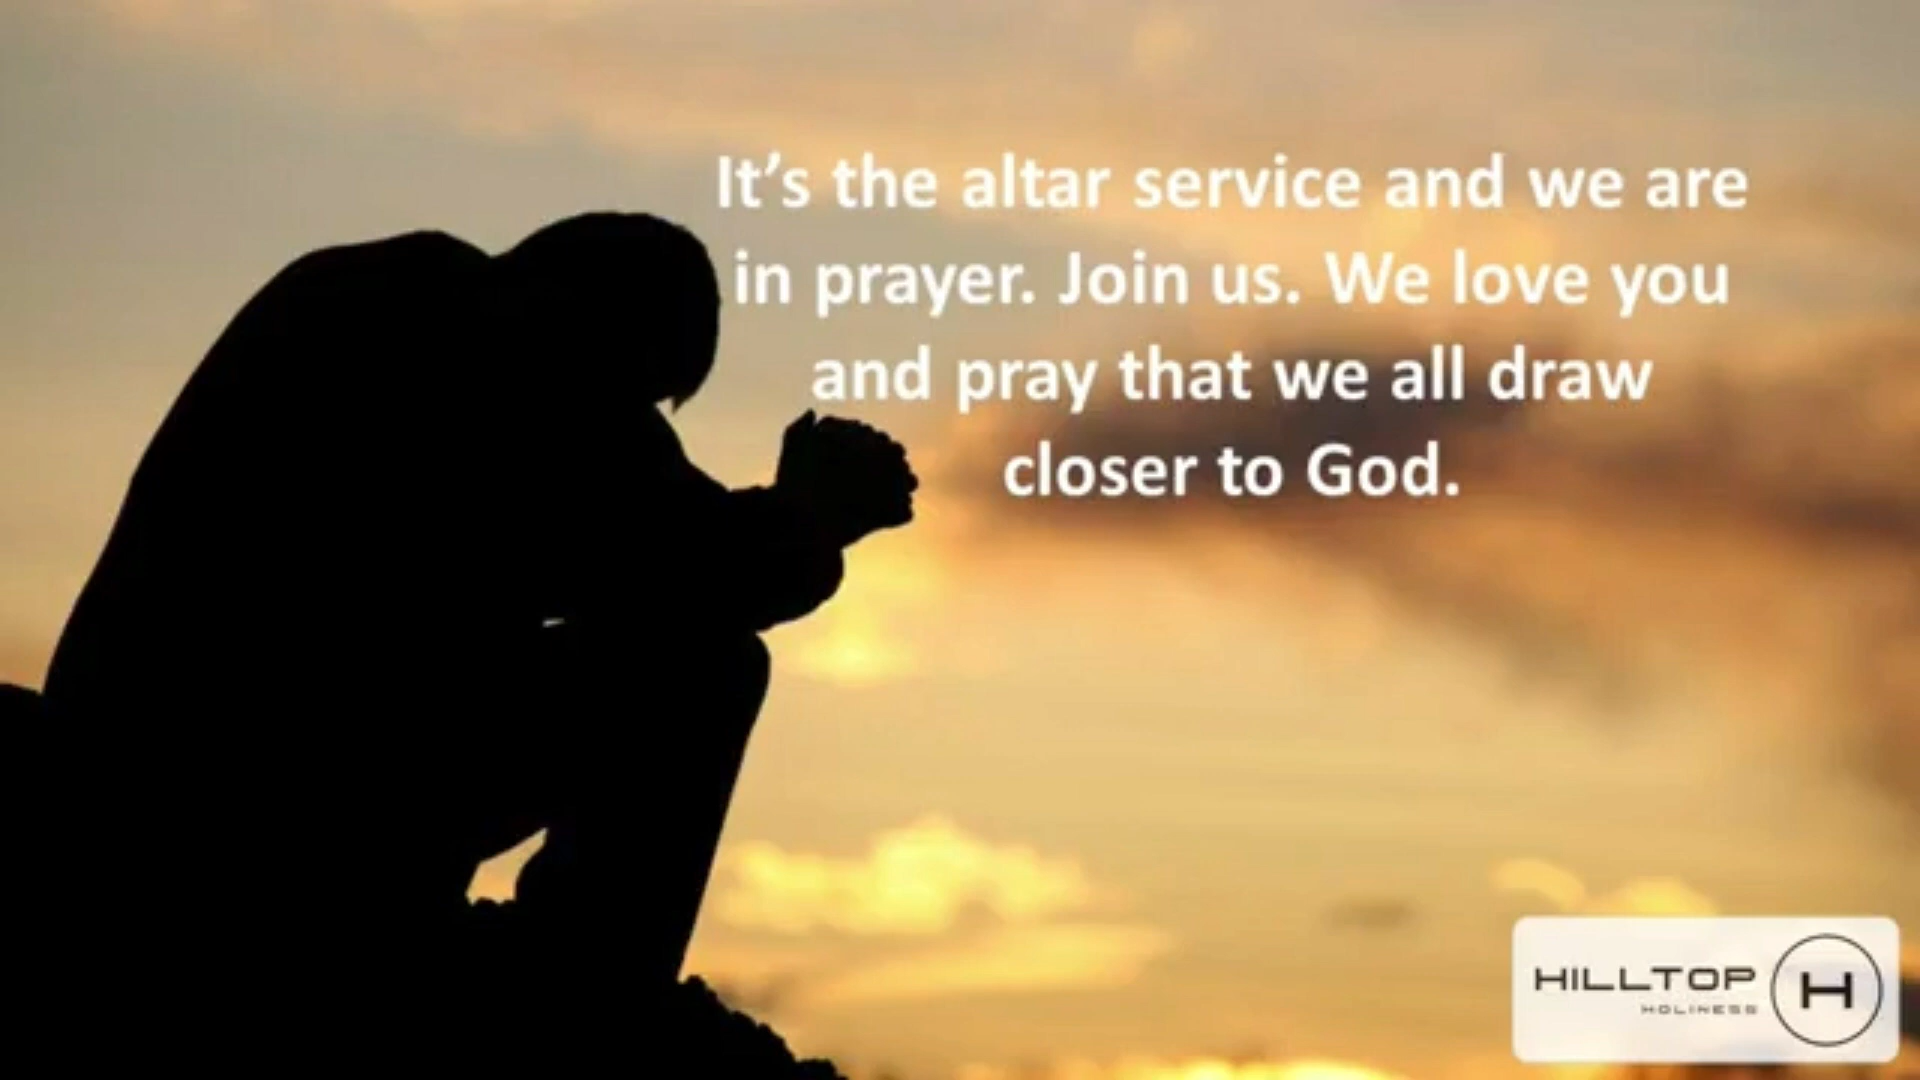 It’s the altar service and we are
in prayer. Join us. We love you
and pray that we all draw
closer to God.
HILLTOP
HOLINESS
H